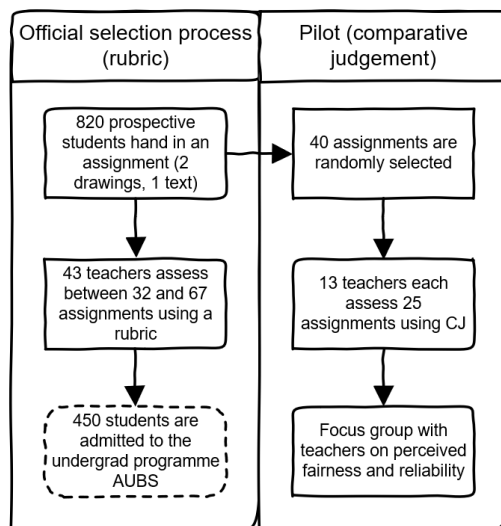 Official selection process
(rubric)
Pilot (comparative
judgement)
820 prospective
students hand in an
assignment (2
drawings, 1 text)
40 assignments are
randomly selected
43 teachers assess
between 32 and 67
assignments using a
rubric
13 teachers each
assess 25
assignments using CJ
450 students are
admitted to the
undergrad programme
AUBS
Focus group with
teachers on perceived
fairness and reliability